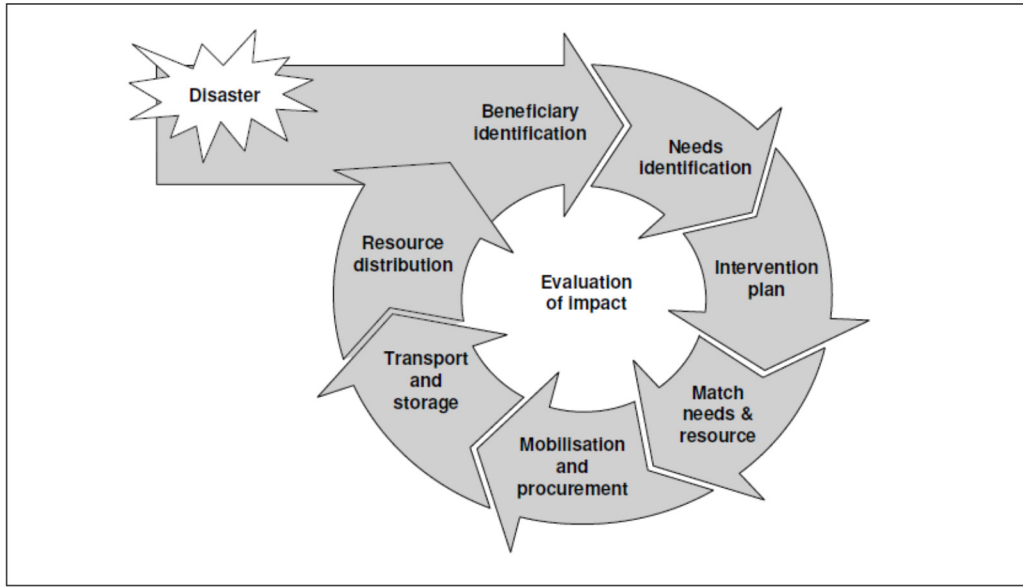 Disaster
Beneficiary
identification
Needs
identification
Intervention
plan
Match
needs &
resource
Mobilisation
and
procurement
Transport
and
storage
Resource
distribution
Evaluation
of impact